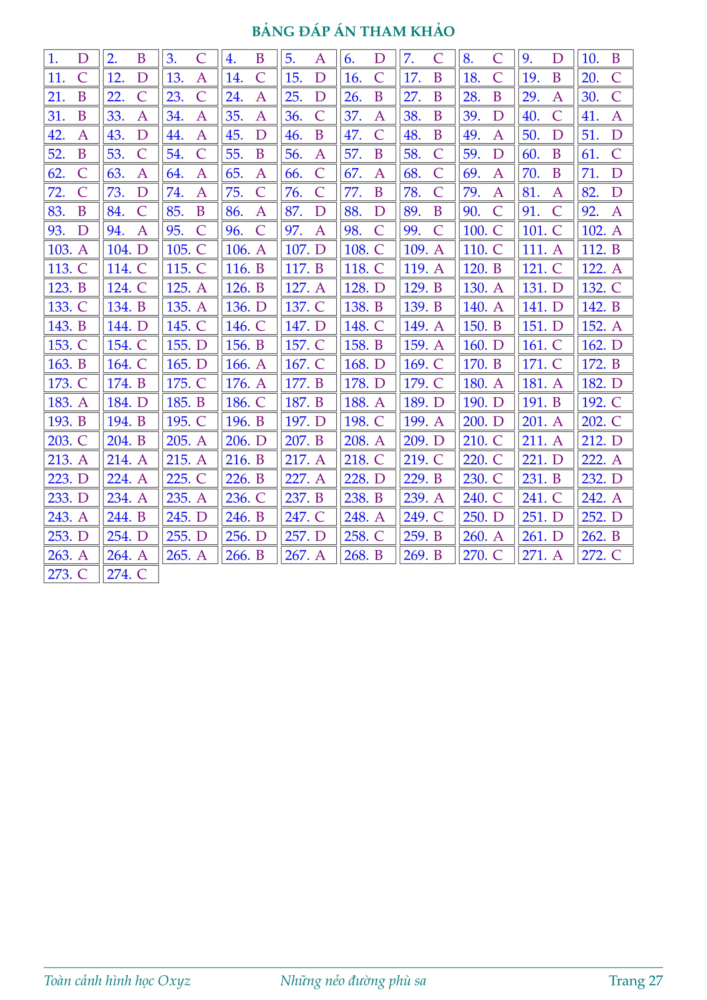 BẢNG ĐÁP ÁN THAM KHẢO
1. D 2. B 3. C 4. B 5. A 6. D 7. C 8. C 9. D 10. B
11. C 12. D 13. A 14. C 15. D 16. C 17. B 18. C 19. B 20. C
21. B 22. C 23. C 24. A 25. D 26. B 27. B 28. B 29. A 30. C
31. B 33. A 34. A 35. A 36. C 37. A 38. B 39. D 40. C 41. A
42. A 43. D 44. A 45. D 46. B 47. C 48. B 49. A 50. D 51. D
52. B 53. C 54. C 55. B 56. A 57. B 58. C 59. D 60. B 61. C
62. C 63. A 64. A 65. A 66. C 67. A 68. C 69. A 70. B 71. D
72. C 73. D 74. A 75. C 76. C 77. B 78. C 79. A 81. A 82. D
83. B 84. C 85. B 86. A 87. D 88. D 89. B 90. C 91. C 92. A
93. D 94. A 95. C 96. C 97. A 98. C 99. C 100. C 101. C 102. A
103. A 104. D 105. C 106. A 107. D 108. C 109. A 110. C 111. A 112. B
113. C 114. C 115. C 116. B 117. B 118. C 119. A 120. B 121. C 122. A
123. B 124. C 125. A 126. B 127. A 128. D 129. B 130. A 131. D 132. C
133. C 134. B 135. A 136. D 137. C 138. B 139. B 140. A 141. D 142. B
143. B 144. D 145. C 146. C 147. D 148. C 149. A 150. B 151. D 152. A
153. C 154. C 155. D 156. B 157. C 158. B 159. A 160. D 161. C 162. D
163. B 164. C 165. D 166. A 167. C 168. D 169. C 170. B 171. C 172. B
173. C 174. B 175. C 176. A 177. B 178. D 179. C 180. A 181. A 182. D
183. A 184. D 185. B 186. C 187. B 188. A 189. D 190. D 191. B 192. C
193. B 194. B 195. C 196. B 197. D 198. C 199. A 200. D 201. A 202. C
203. C 204. B 205. A 206. D 207. B 208. A 209. D 210. C 211. A 212. D
213. A 214. A 215. A 216. B 217. A 218. C 219. C 220. C 221. D 222. A
223. D 224. A 225. C 226. B 227. A 228. D 229. B 230. C 231. B 232. D
233. D 234. A 235. A 236. C 237. B 238. B 239. A 240. C 241. C 242. A
243. A 244. B 245. D 246. B 247. C 248. A 249. C 250. D 251. D 252. D
253. D 254. D 255. D 256. D 257. D 258. C 259. B 260. A 261. D 262. B
263. A 264. A 265. A 266. B 267. A 268. B 269. B 270. C 271. A 272. C
273. C 274. C
Toàn cảnh hình học Oxyz Những nẻo đường phù sa Trang 27